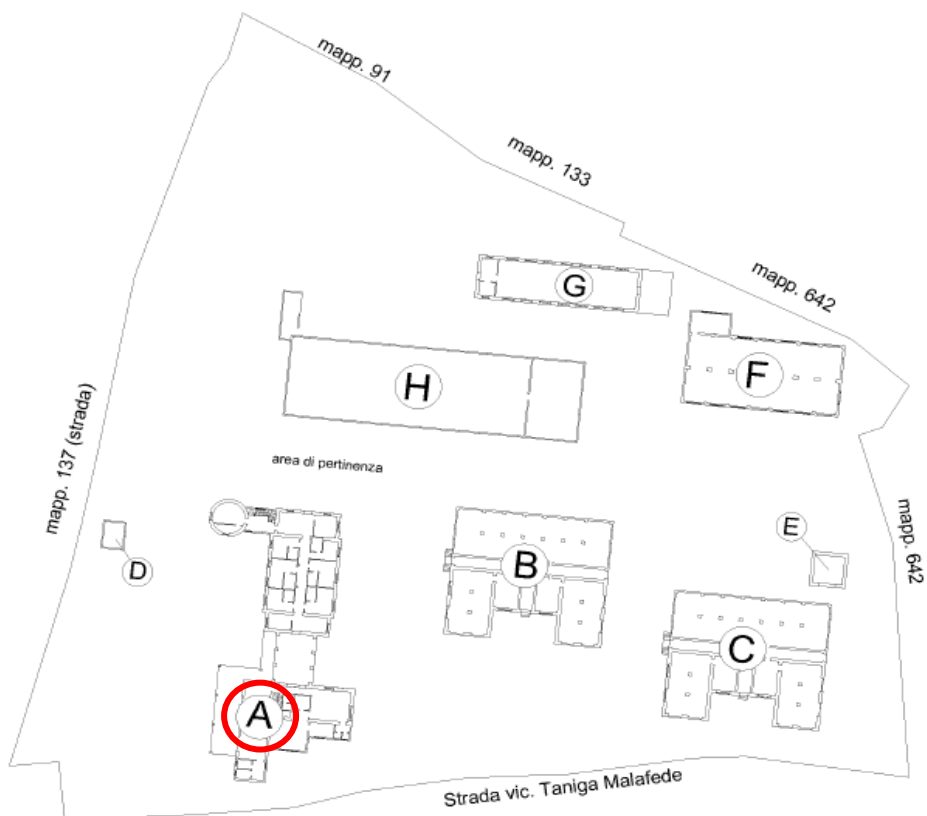 mapp. 91
mapp. 133
mapp. 642
G
F
H
mapp. 137 (strada)
area di pertinenza
mapp. 642
E
D
B
C
A
Strada vic. Taniga Malafede